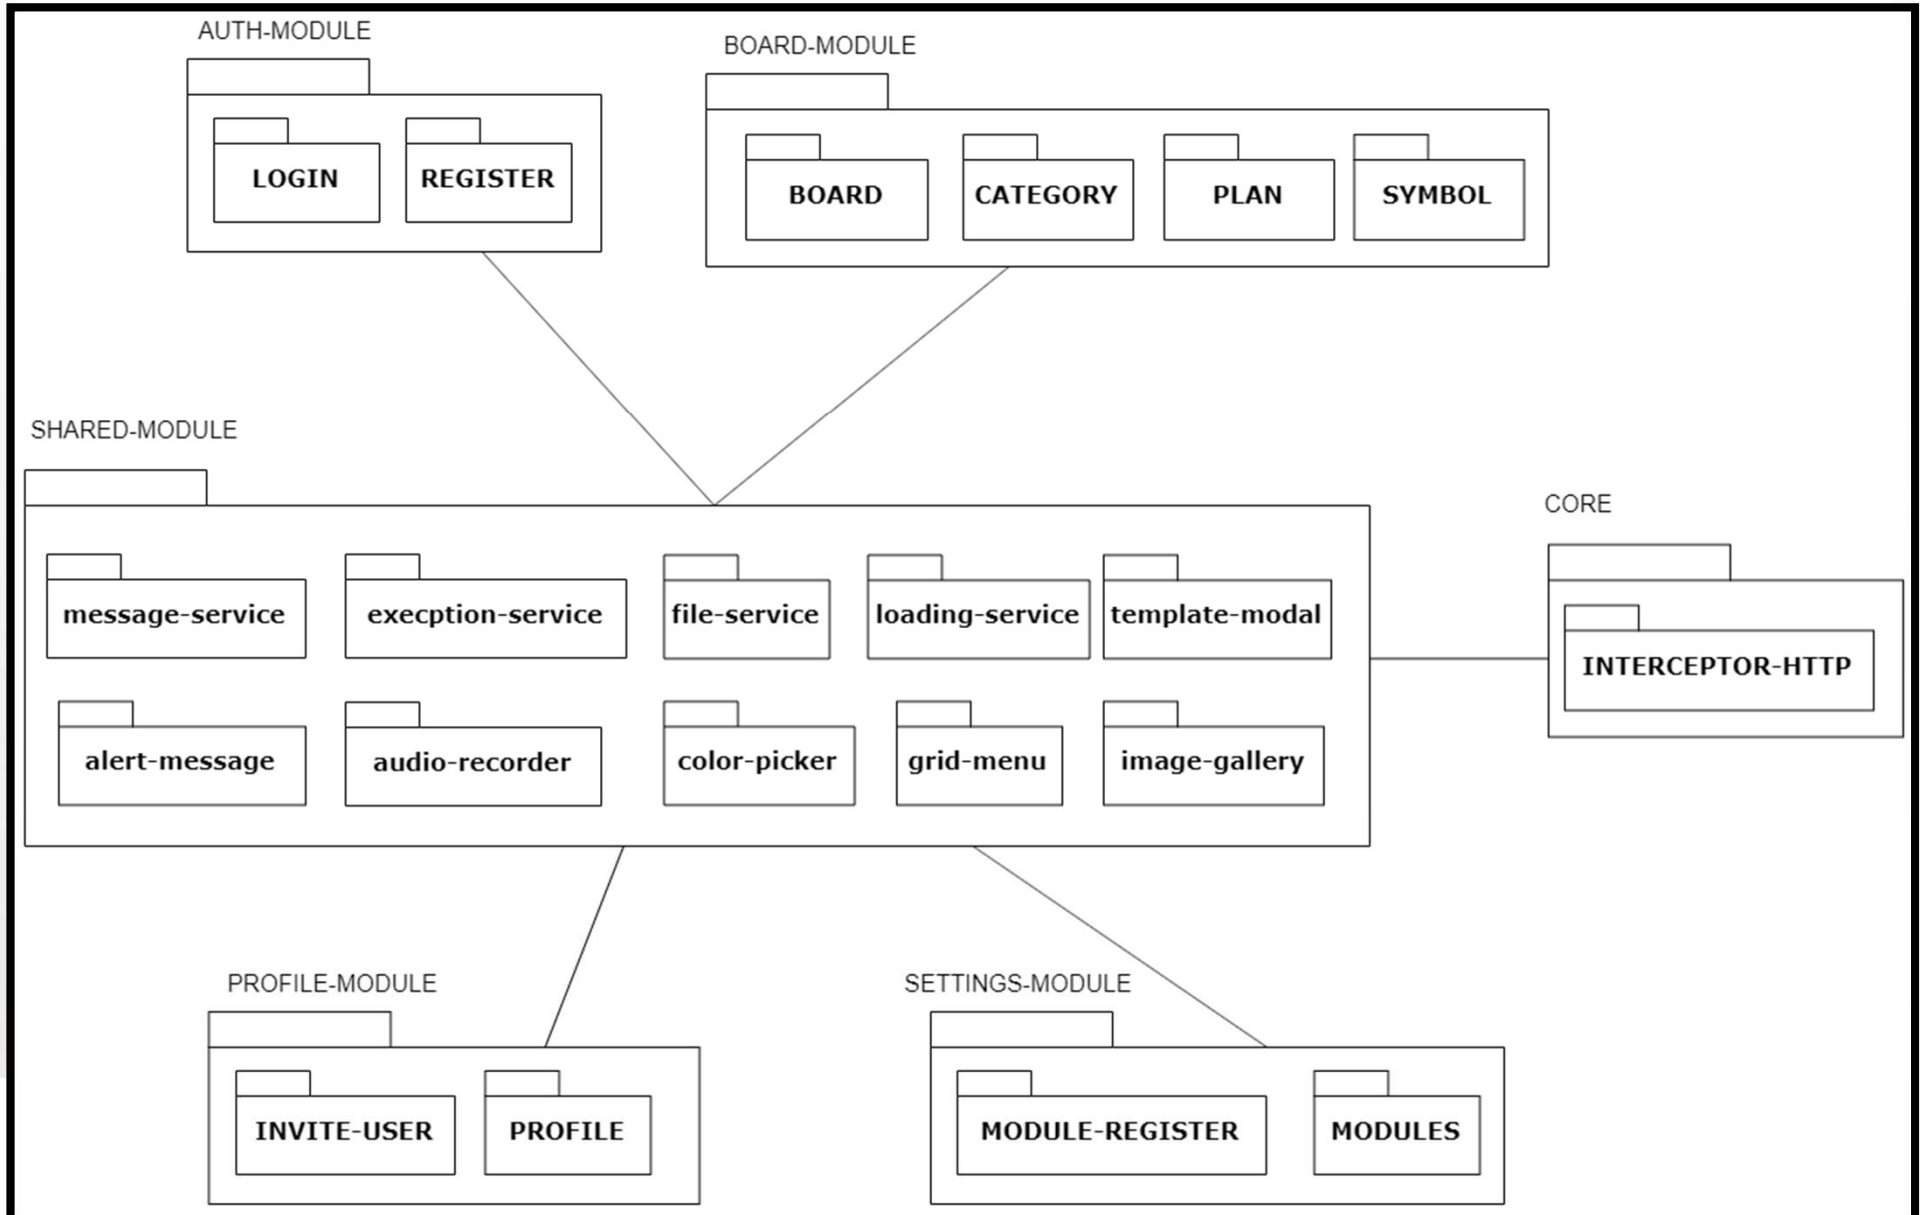 AUTH-MODULE
BOARD-MODULE
LOGIN
REGISTER
BOARD
CATEGORY
PLAN
SYMBOL
SHARED-MODULE
CORE
message-service
execption-service
file-service
loading-service
template-modal
INTERCEPTOR-HTTP
alert-message
audio-recorder
color-picker
grid-menu
image-gallery
PROFILE-MODULE
SETTINGS-MODULE
INVITE-USER
PROFILE
MODULE-REGISTER
MODULES